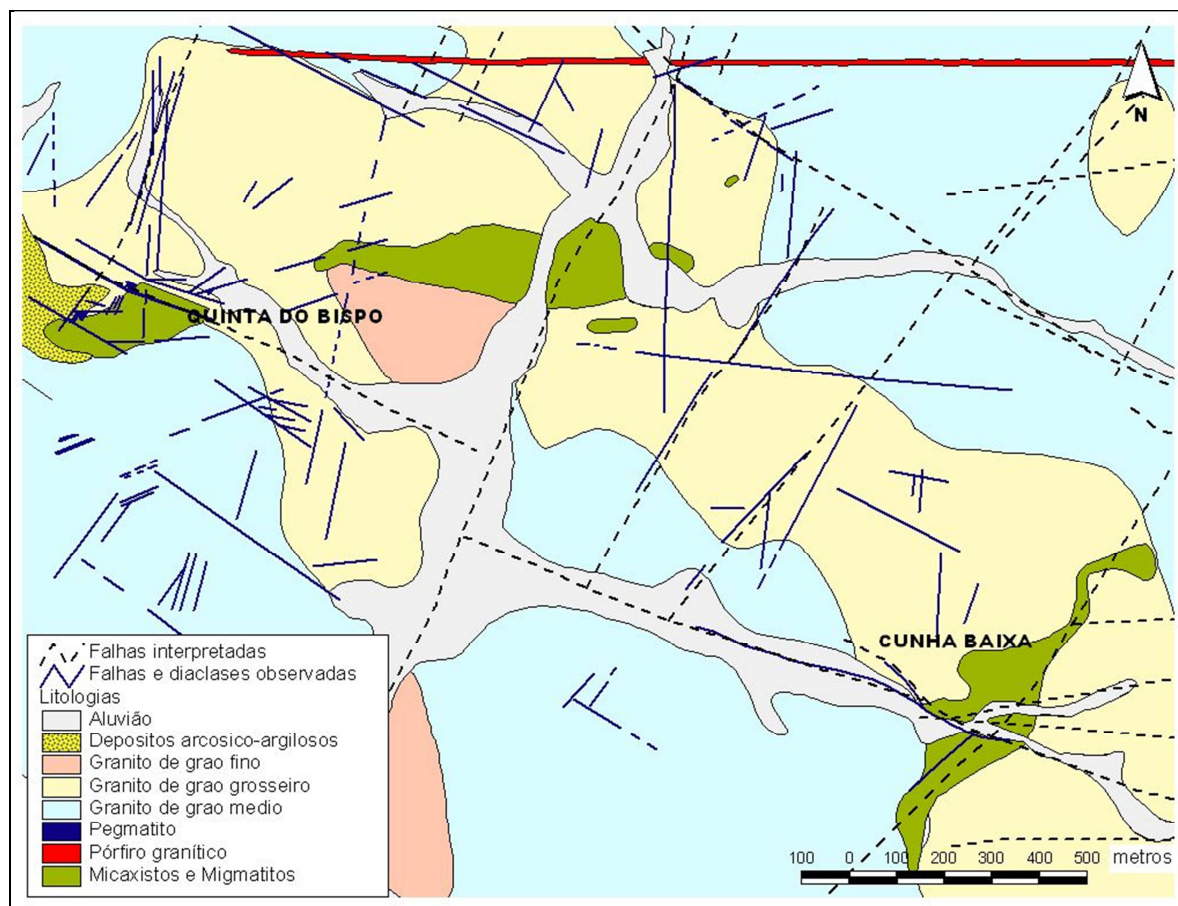 N
QUINTA DO BISPO
CUNHA BAIXA
Falhas interpretadas
Falhas e diaclases observadas
Litologias
Aluvião
Depositos arcosico-argilosos
Granito de grao fino
Granito de grao grosseiro
Granito de grao medio
Pegmatito
Pórfiro granítico
Micaxistos e Migmatitos
100 0 100 200 300 400 500 metros